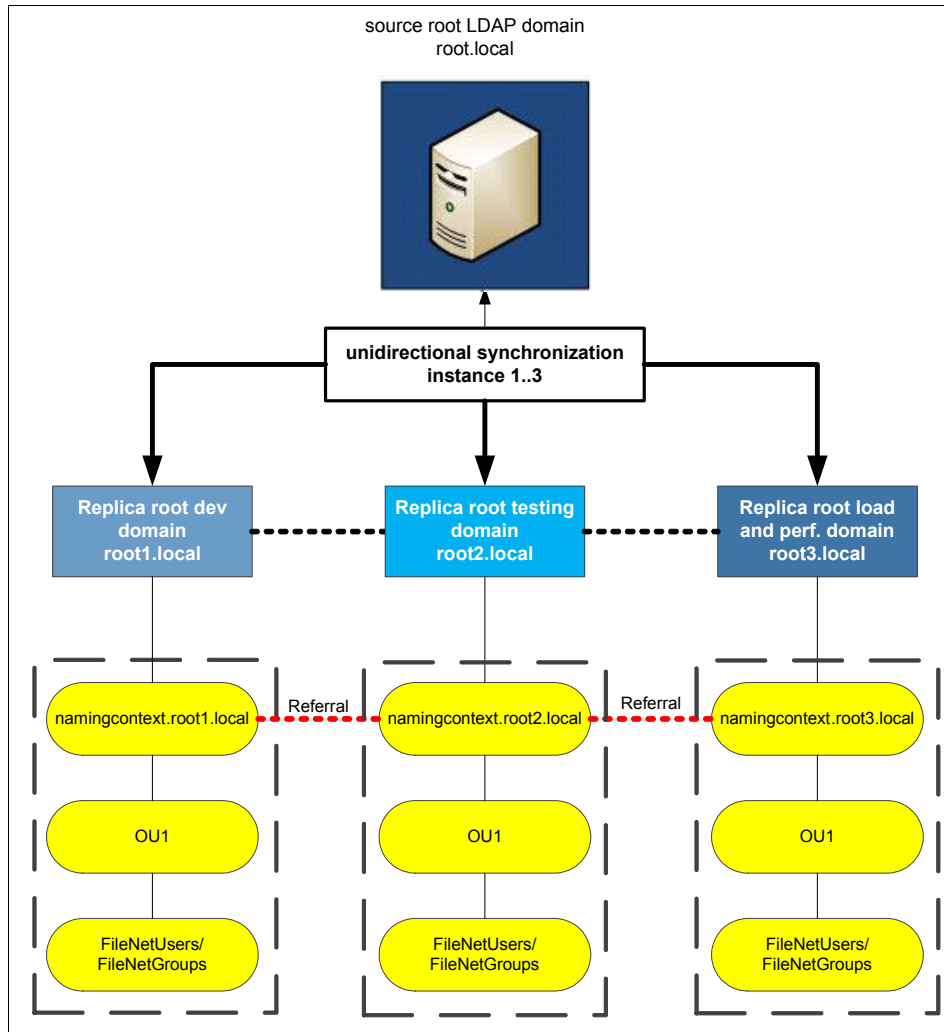 source root LDAP domain
root.local
unidirectional synchronization
instance 1..3
Replica root dev
domain
root1.local
Replica root testing
domain
root2.local
Replica root load
and perf. domain
root3.local
namingcontext.root1.local
Referral
namingcontext.root2.local
Referral
namingcontext.root3.local
OU1
OU1
OU1
FileNetUsers/
FileNetGroups
FileNetUsers/
FileNetGroups
FileNetUsers/
FileNetGroups